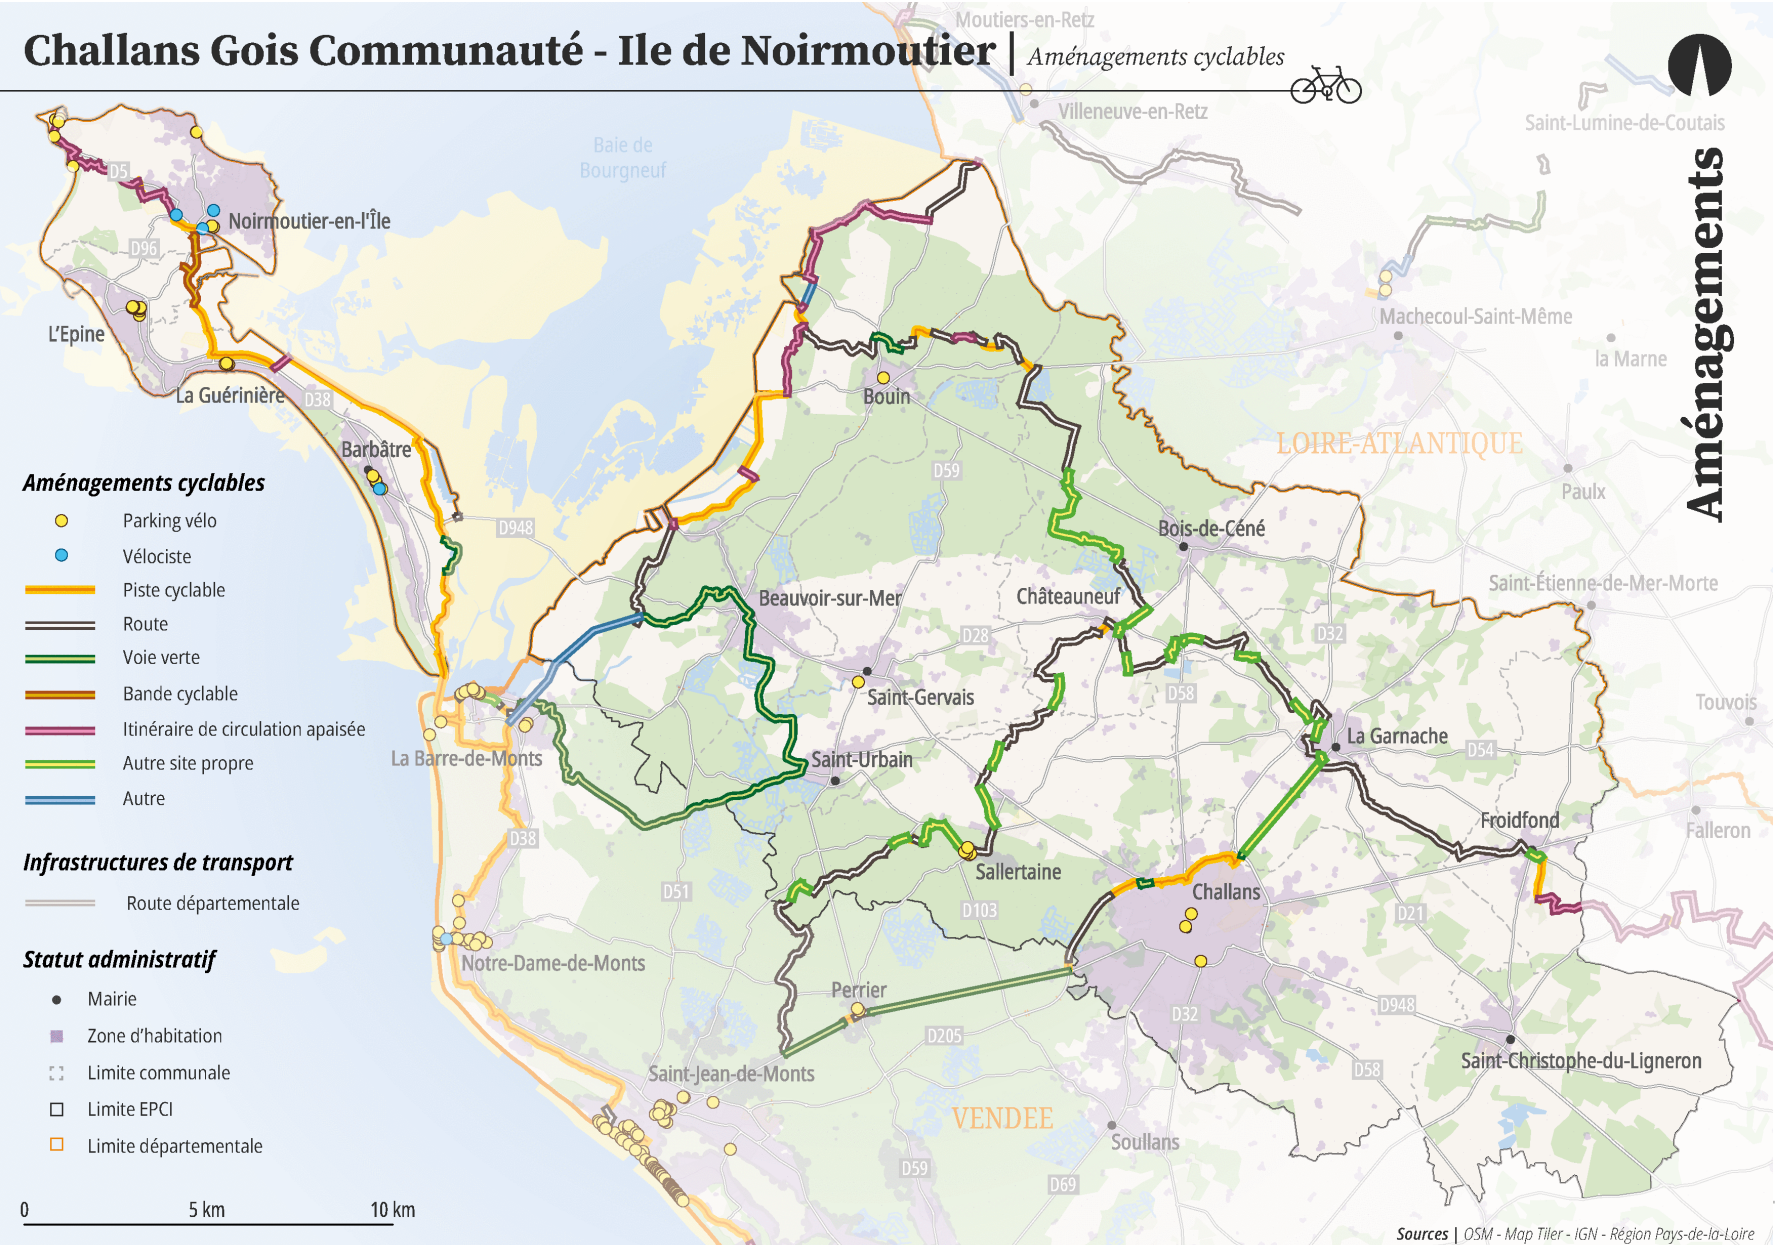 Challans Gois Communauté - Ile de Noirmoutier | Aménagements cyclables
Aménagements
Moutiers-en-Retz
Villeneuve-en-Retz
Saint-Lumine-de-Coutais
Baie de
Bourgneuf
D5
Noirmoutier-en-l'Île
D96
L'Epine
La Guérinière
D38
Machecoul-Saint-Même
la Marne
Bouin
LOIRE-ATLANTIQUE
Barbâtre
D59
Paulx
D948
Bois-de-Céné
Saint-Étienne-de-Mer-Morte
Châteauneuf
Beauvoir-sur-Mer
D28
D32
Saint-Gervais
D58
Touvois
La Garnache
D54
La Barre-de-Monts
Saint-Urbain
Froidfond
Falleron
D38
Sallertaine
D51
Challans
D103
D21
Notre-Dame-de-Monts
Perrier
D948
D32
D205
Saint-Christophe-du-Ligneron
D58
Saint-Jean-de-Monts
VENDEE
Soullans
D59
D69
Aménagements cyclables
Parking vélo
Vélociste
Piste cyclable
Route
Voie verte
Bande cyclable
Itinéraire de circulation apaisée
Autre site propre
Autre
Infrastructures de transport
Route départementale
Statut administratif
Mairie
Zone d'habitation
Limite communale
Limite EPCI
Limite départementale
0 5 km 10 km
Sources | OSM - Map Tiler - IGN - Région Pays-de-la-Loire